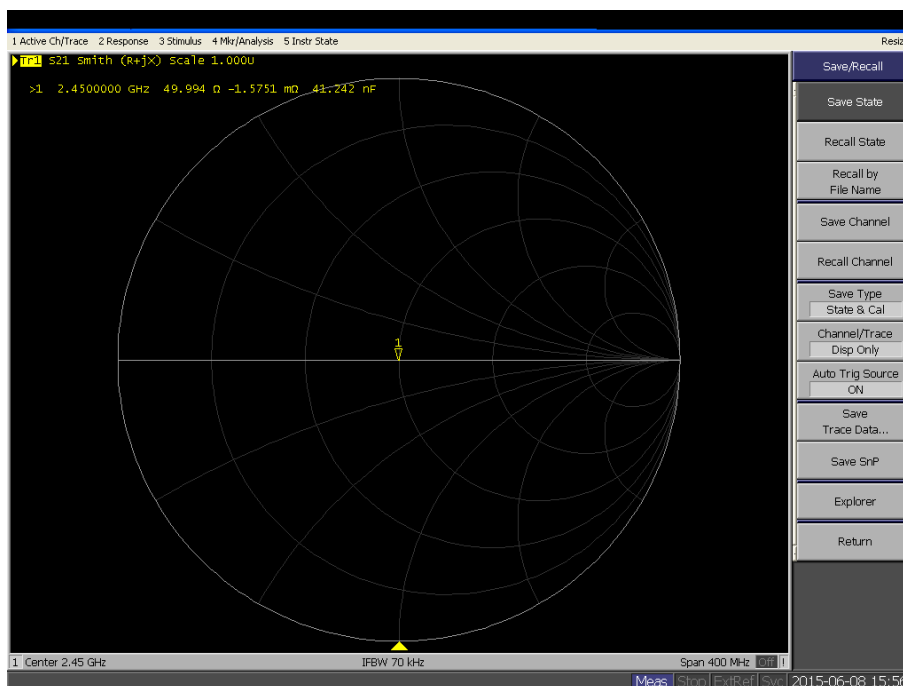 1 Active Ch/Trace 2 Response 3 Stimulus 4 Mkr/Analysis 5 Instr State
Tr1 S21 Smith (R+jX) Scale 1.000U
>1 2.4500000 GHz 49.994 Ω -1.5751 mΩ 41.242 nF
1
1 Center 2.45 GHz IFBW 70 kHz Span 400 MHz Off !
Meas Stop ExtRef Svc 2015-06-08 15:56
Save/Recall
Save State
Recall State
Recall by
File Name
Save Channel
Recall Channel
Save Type
State & Cal
Channel/Trace
Disp Only
Auto Trig Source
ON
Save
Trace Data...
Save SnP
Explorer
Return